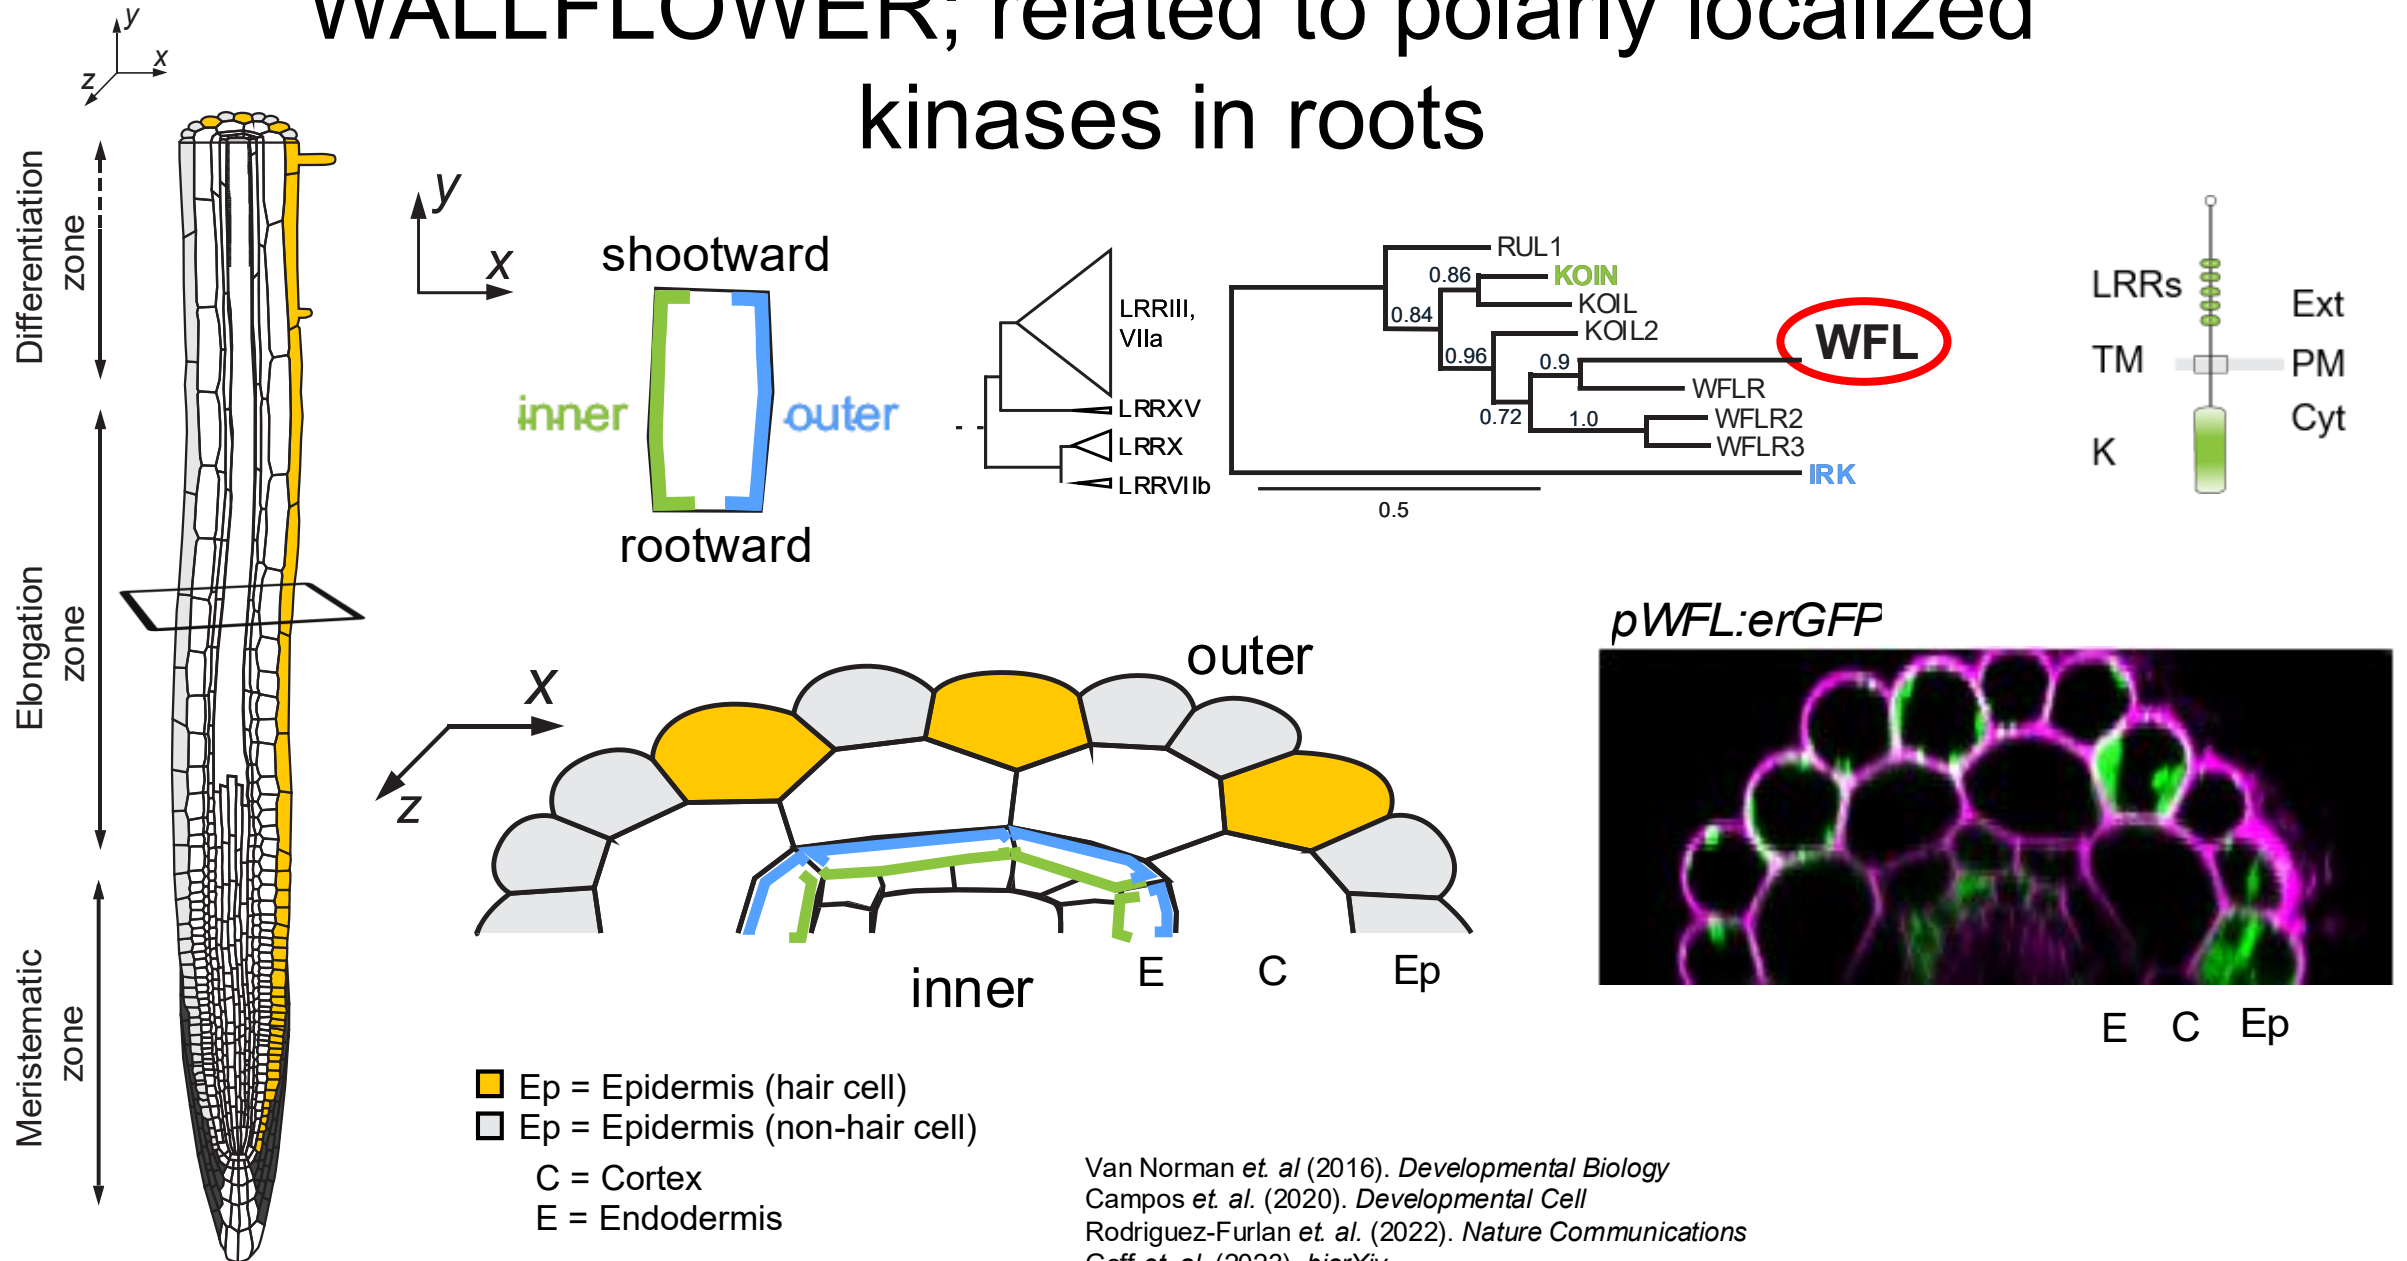 WALLFLOWER; related to polarly localized
kinases in roots
y
x
z
Differentiation
zone
Elongation
zone
Meristematic
zone
y
x
shootward
inner
outer
rootward
LRRIII,
VIIa
LRRXV
LRRX
LRRVIIb
RUL1
0.86
KOIN
KOIL
0.84
KOIL2
0.96
0.9
WFL
WFLR
0.72
1.0
WFLR2
WFLR3
IRK
0.5
LRRs
Ext
TM
PM
Cyt
K
x
z
outer
inner
E C Ep
pWFL:erGFP
E C Ep
Ep = Epidermis (hair cell)
Ep = Epidermis (non-hair cell)
C = Cortex
E = Endodermis
Van Norman et. al (2016). Developmental Biology
Campos et. al. (2020). Developmental Cell
Rodriguez-Furlan et. al. (2022). Nature Communications
et. al. (2023). bioRxiv